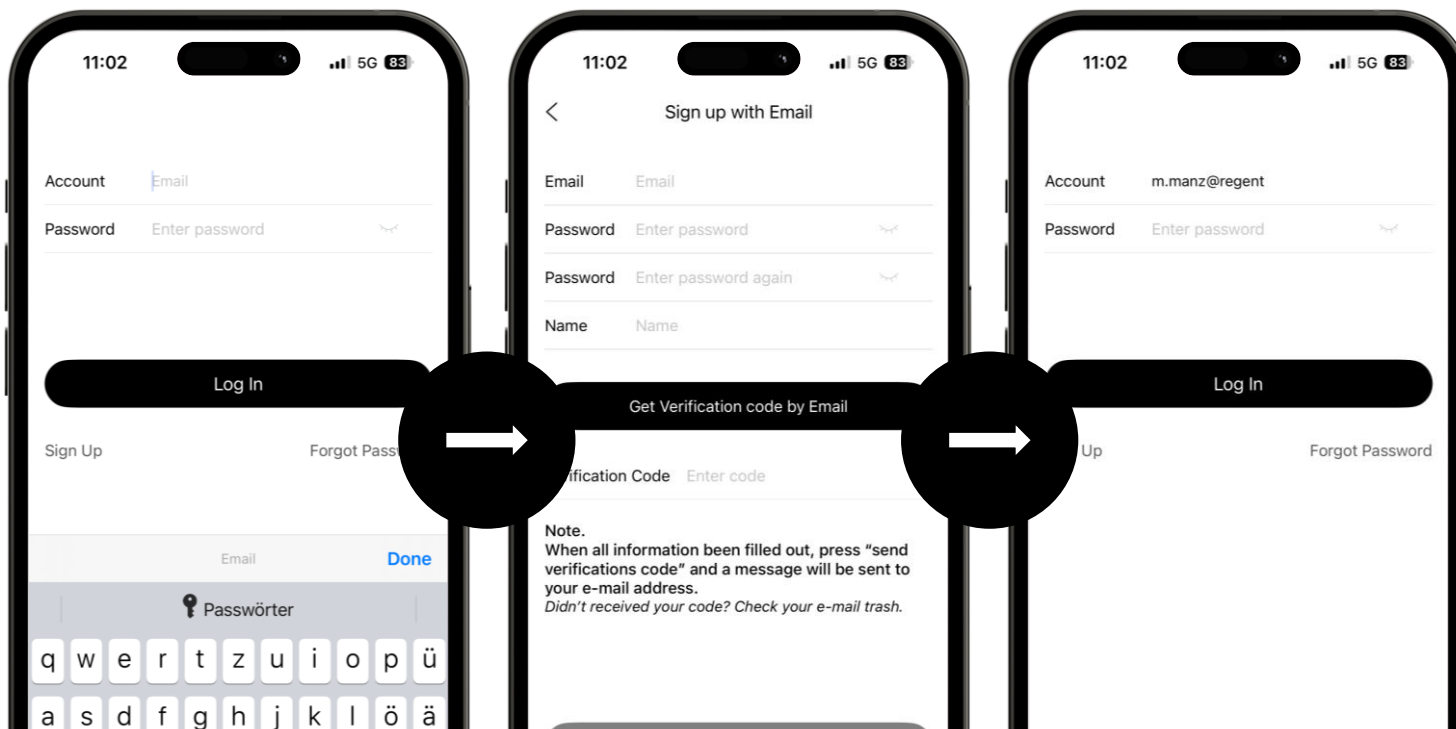 11:02 5G 83
Account Email
Password Enter password
Log In
Sign Up
Email Done
Passwörter
q w e r t z u i o p ü
a s d f g h j k l ö ä
11:02 5G 83
Sign up with Email
Email Email
Password Enter password
Password Enter password again
Name Name
Get Verification code by Email
Code Enter code
Note.
When all information been filled out, press “send
verifications code” and a message will be sent to
your e-mail address.
Didn’t received your code? Check your e-mail trash.
11:02 5G 83
Account m.manz@regent
Password Enter password
Log In
Up Forgot Password